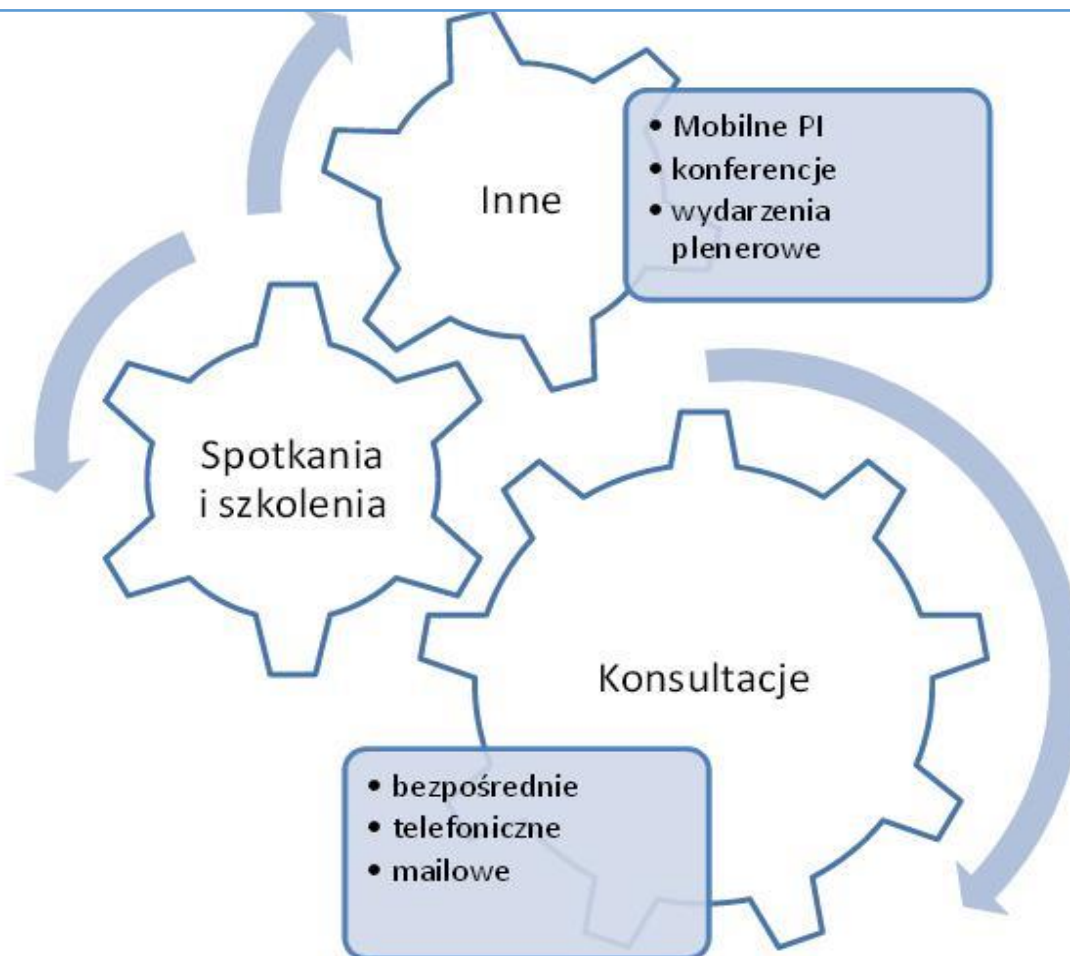 Inne
• Mobilne PI
• konferencje
• wydarzenia
plenerowe
Spotkania
i szkolenia
Konsultacje
• bezpośrednie
• telefoniczne
• mailowe